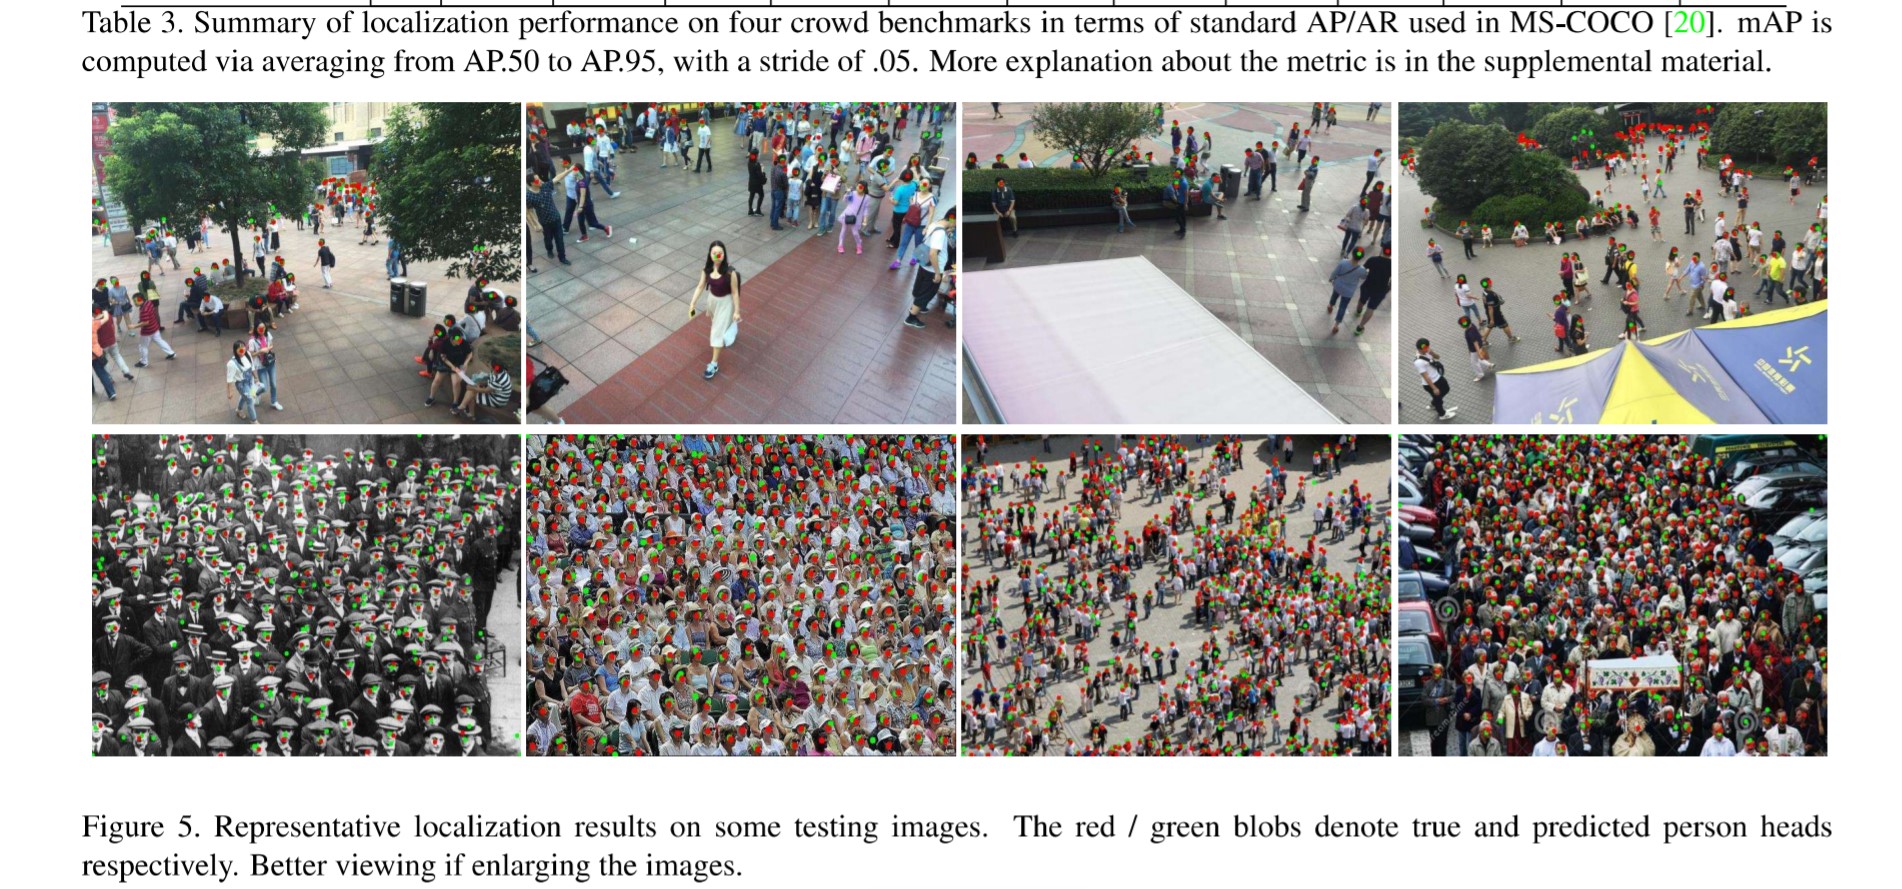 Table 3. Summary of localization performance on four crowd benchmarks in terms of standard AP/AR used in MS-COCO [20]. mAP is
computed via averaging from AP.50 to AP.95, with a stride of .05. More explanation about the metric is in the supplemental material.
Figure 5. Representative localization results on some testing images. The red / green blobs denote true and predicted person heads
respectively. Better viewing if enlarging the images.